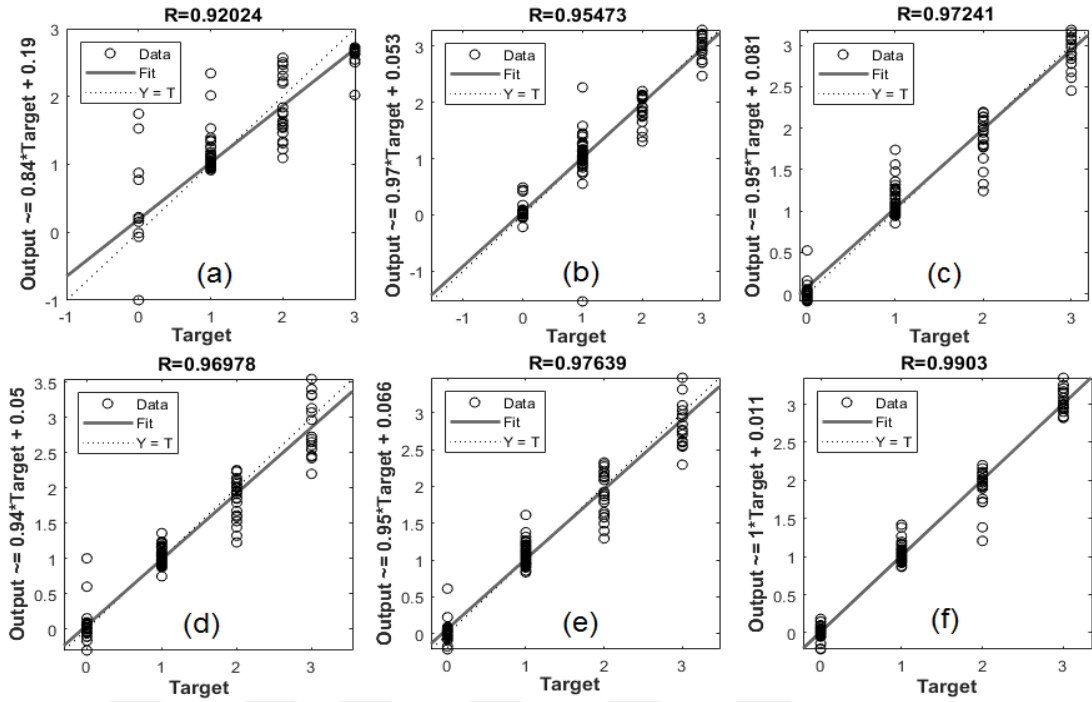 R=0.92024
R=0.95473
R=0.97241
Output ~= 0.84*Target + 0.19
3
2
1
0
-1
Data
Fit
Y = T
(a)
-1
0
1
2
3
Target
Output ~= 0.97*Target + 0.053
3
2
1
0
-1
Data
Fit
Y = T
(b)
-1
0
1
2
3
Target
Output ~= 0.95*Target + 0.081
3
2.5
2
1.5
1
0.5
0
Data
Fit
Y = T
(c)
0
1
2
3
Target
R=0.96978
R=0.97639
R=0.9903
Output ~= 0.94*Target + 0.05
3.5
3
2.5
2
1.5
1
0.5
0
Data
Fit
Y = T
(d)
0
1
2
3
Target
Output ~= 0.95*Target + 0.066
3
2.5
2
1.5
1
0.5
0
Data
Fit
Y = T
(e)
0
1
2
3
Target
Output ~= 1*Target + 0.011
3
2.5
2
1.5
1
0.5
0
Data
Fit
Y = T
(f)
0
1
2
3
Target